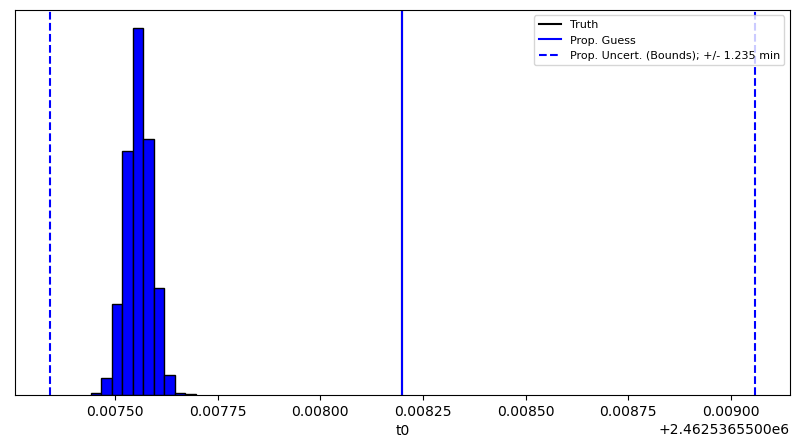 Truth
Prop. Guess
Prop. Uncert. (Bounds); +/- 1.235 min
0.00750 0.00775 0.00800 0.00825 0.00850 0.00875 0.00900
t0
+2.4625365500e6